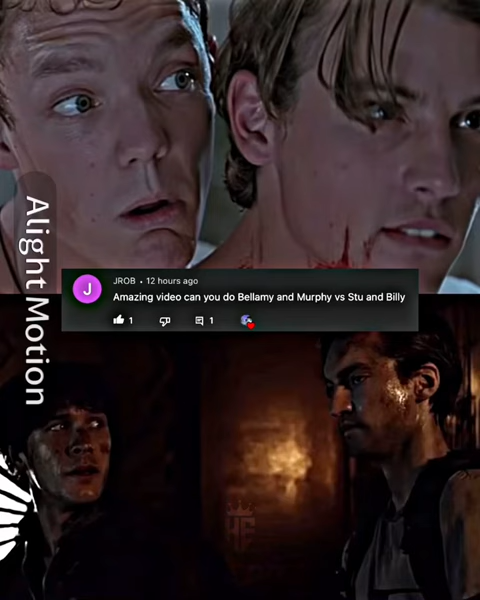 Alight Motion
J
JROB • 12 hours ago
Amazing video can you do Bellamy and Murphy vs Stu and Billy
1
1